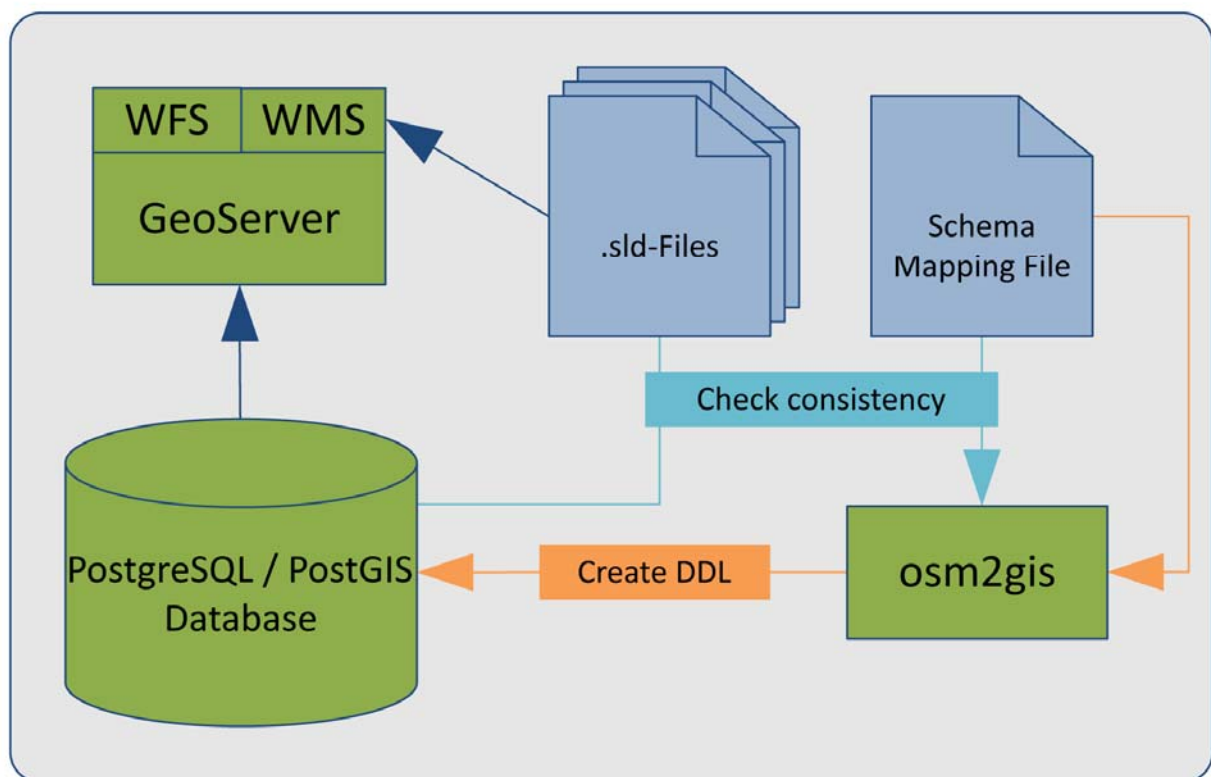 WFS
WMS
GeoServer
.sld-Files
Schema
Mapping File
Check consistency
PostgreSQL / PostGIS
Database
Create DDL
osm2gis